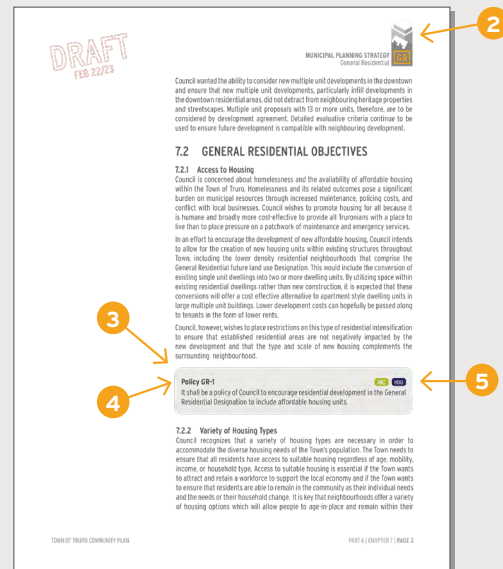 2
DRAFT
FEB 22/23
MUNICIPAL PLANNING STRATEGY
General Residential
GR
Council wanted the ability to consider new multiple unit developments in the downtown
and ensure that new multiple unit developments, particularly infill developments in
the downtown residential areas, did not detract from neighbouring heritage properties
and streetscapes. Multiple unit proposals with 13 or more units, therefore, are to be
considered by development agreement. Detailed evaluative criteria continue to be
used to ensure future development is compatible with neighbouring development.
7.2 GENERAL RESIDENTIAL OBJECTIVES
7.2.1 Access to Housing
Council is concerned about homelessness and the availability of affordable housing
within the Town of Truro. Homelessness and its related outcomes pose a significant
burden on municipal resources through increased maintenance, policing costs, and
conflict with local businesses. Council wishes to promote housing for all because it
is humane and broadly more cost-effective to provide all Truronians with a place to
live than to place pressure on a patchwork of maintenance and emergency services.
In an effort to encourage the development of new affordable housing, Council intends
to allow for the creation of new housing units within existing structures throughout
Town, including the lower density residential neighbourhoods that comprise the
General Residential future land use Designation. This would include the conversion of
existing single unit dwellings into two or more dwelling units. By utilizing space within
existing residential dwellings rather than new construction, it is expected that these
conversions will offer a cost effective alternative to apartment style dwelling units in
large multiple unit buildings. Lower development costs can hopefully be passed along
to tenants in the form of lower rents.
Council, however, wishes to place restrictions on this type of residential intensification
to ensure that established residential areas are not negatively impacted by the
new development and that the type and scale of new housing complements the
surrounding neighbourhood.
3
Policy GR-1
INC HOU
5
4
It shall be a policy of Council to encourage residential development in the General
Residential Designation to include affordable housing units.
7.2.2 Variety of Housing Types
Council recognizes that a variety of housing types are necessary in order to
accommodate the diverse housing needs of the Town's population. The Town needs to
ensure that all residents have access to suitable housing regardless of age, mobility,
income, or household type. Access to suitable housing is essential if the Town wants
to attract and retain a workforce to support the local economy and if the Town wants
to ensure that residents are able to remain in the community as their individual needs
and the needs or their household change. It is key that neighbourhoods offer a variety
of housing options which will allow people to age-in-place and remain within their
TOWN OF TRURO COMMUNITY PLAN
PART 6 | CHAPTER 7 | PAGE 3